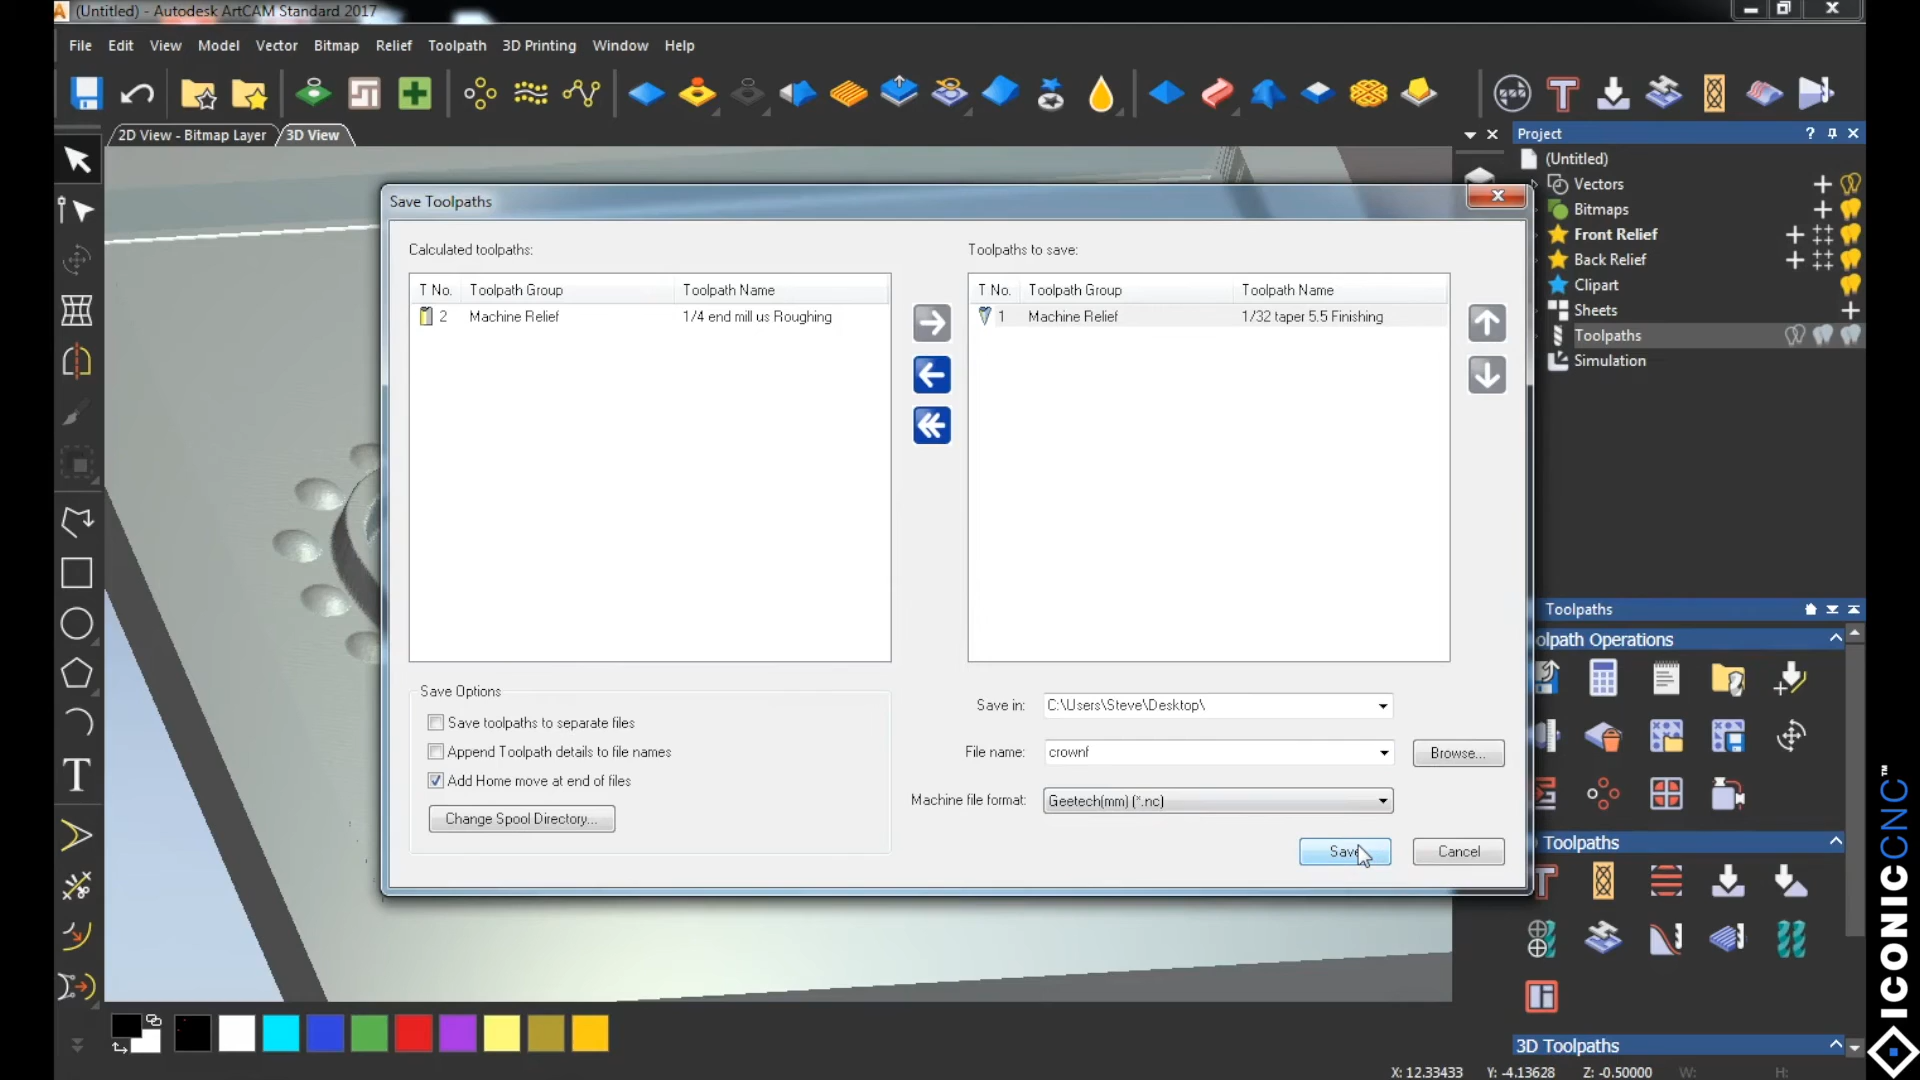 (Untitled) - Autodesk ArtCAM Standard 2017
File Edit View Model Vector Bitmap Relief Toolpath 3D Printing Window Help
2D View - Bitmap Layer 3D View
Project
(Untitled)
Vectors
Bitmaps
Front Relief
Back Relief
Clipart
Sheets
Toolpaths
Simulation
Save Toolpaths
Calculated toolpaths:
T No. Toolpath Group Toolpath Name
2 Machine Relief 1/4 end mill us Roughing
Toolpaths to save:
T No. Toolpath Group Toolpath Name
1 Machine Relief 1/32 taper 5.5 Finishing
Save Options
Save toolpaths to separate files
Append Toolpath details to file names
Add Home move at end of files
Change Spool Directory...
Save in: C:\Users\Steve\Desktop\
File name: crownf
Browse...
Machine file format: Geetech(mm) (*.nc)
Save Cancel
Toolpaths
olpath Operations
Toolpaths
3D Toolpaths
X: 12.33433 Y: -4.13628 Z: -0.50000 W: H:
ICONICCNC™